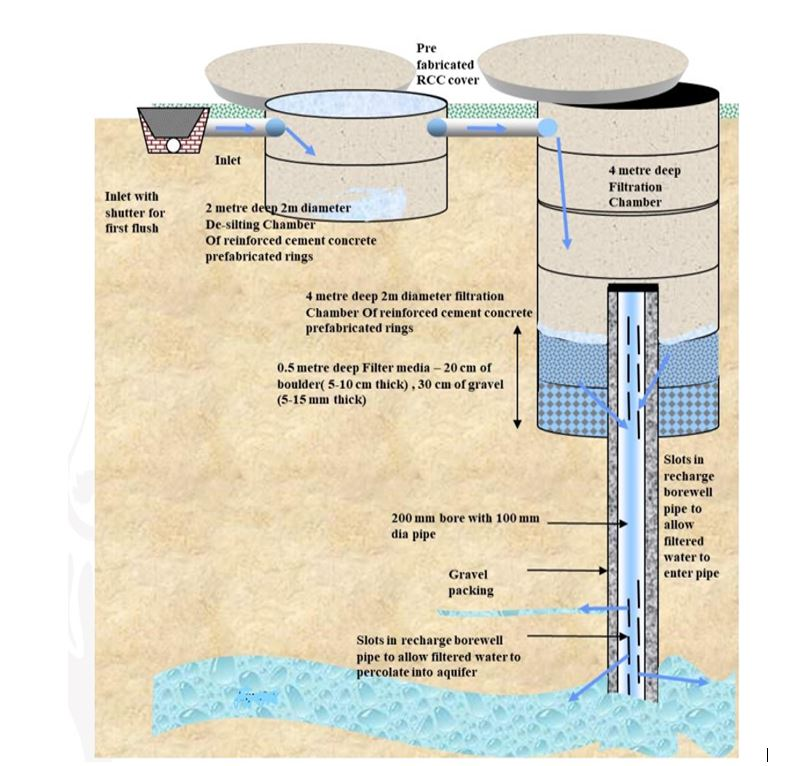 Pre
fabricated
RCC cover
Inlet
4 metre deep
Filtration
Chamber
Inlet with
shutter for
first flush
2 metre deep 2m diameter
De-silting Chamber
Of reinforced cement concrete
prefabricated rings
4 metre deep 2m diameter filtration
Chamber Of reinforced cement concrete
prefabricated rings
0.5 metre deep Filter media – 20 cm of
boulder( 5-10 cm thick) , 30 cm of gravel
(5-15 mm thick)
Slots in
recharge
borewell
pipe to
allow
filtered
water to
enter pipe
200 mm bore with 100 mm
dia pipe
Gravel
packing
Slots in recharge borewell
pipe to allow filtered water to
percolate into aquifer